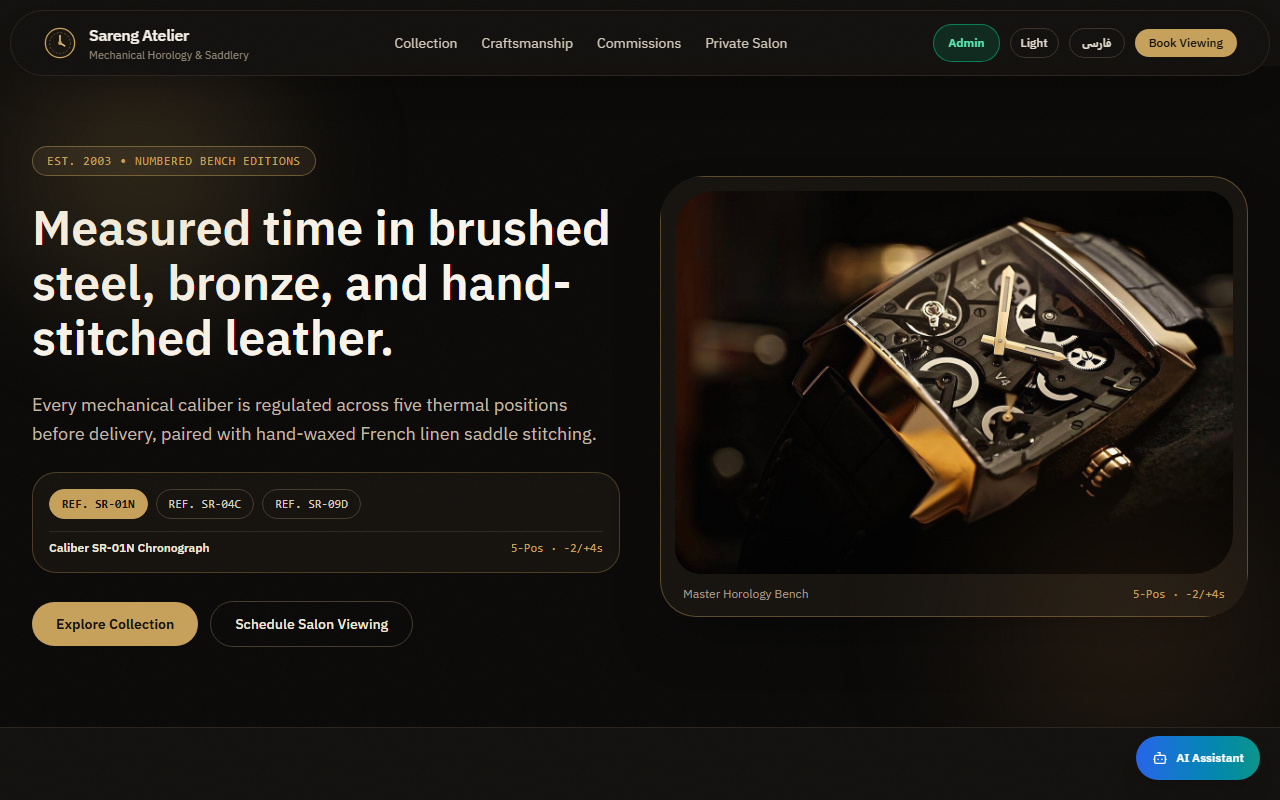 Sareng Atelier
Mechanical Horology & Saddlery
Collection
Craftsmanship
Commissions
Private Salon
Admin
Light
فارسی
Book Viewing
EST. 2003 • NUMBERED BENCH EDITIONS
Measured time in brushed
steel, bronze, and hand-
stitched leather.
Every mechanical caliber is regulated across five thermal positions
before delivery, paired with hand-waxed French linen saddle stitching.
REF. SR-01N
REF. SR-04C
REF. SR-09D
Caliber SR-01N Chronograph
5-Pos · -2/+4s
Explore Collection
Schedule Salon Viewing
V4
Master Horology Bench
5-Pos · -2/+4s
AI Assistant